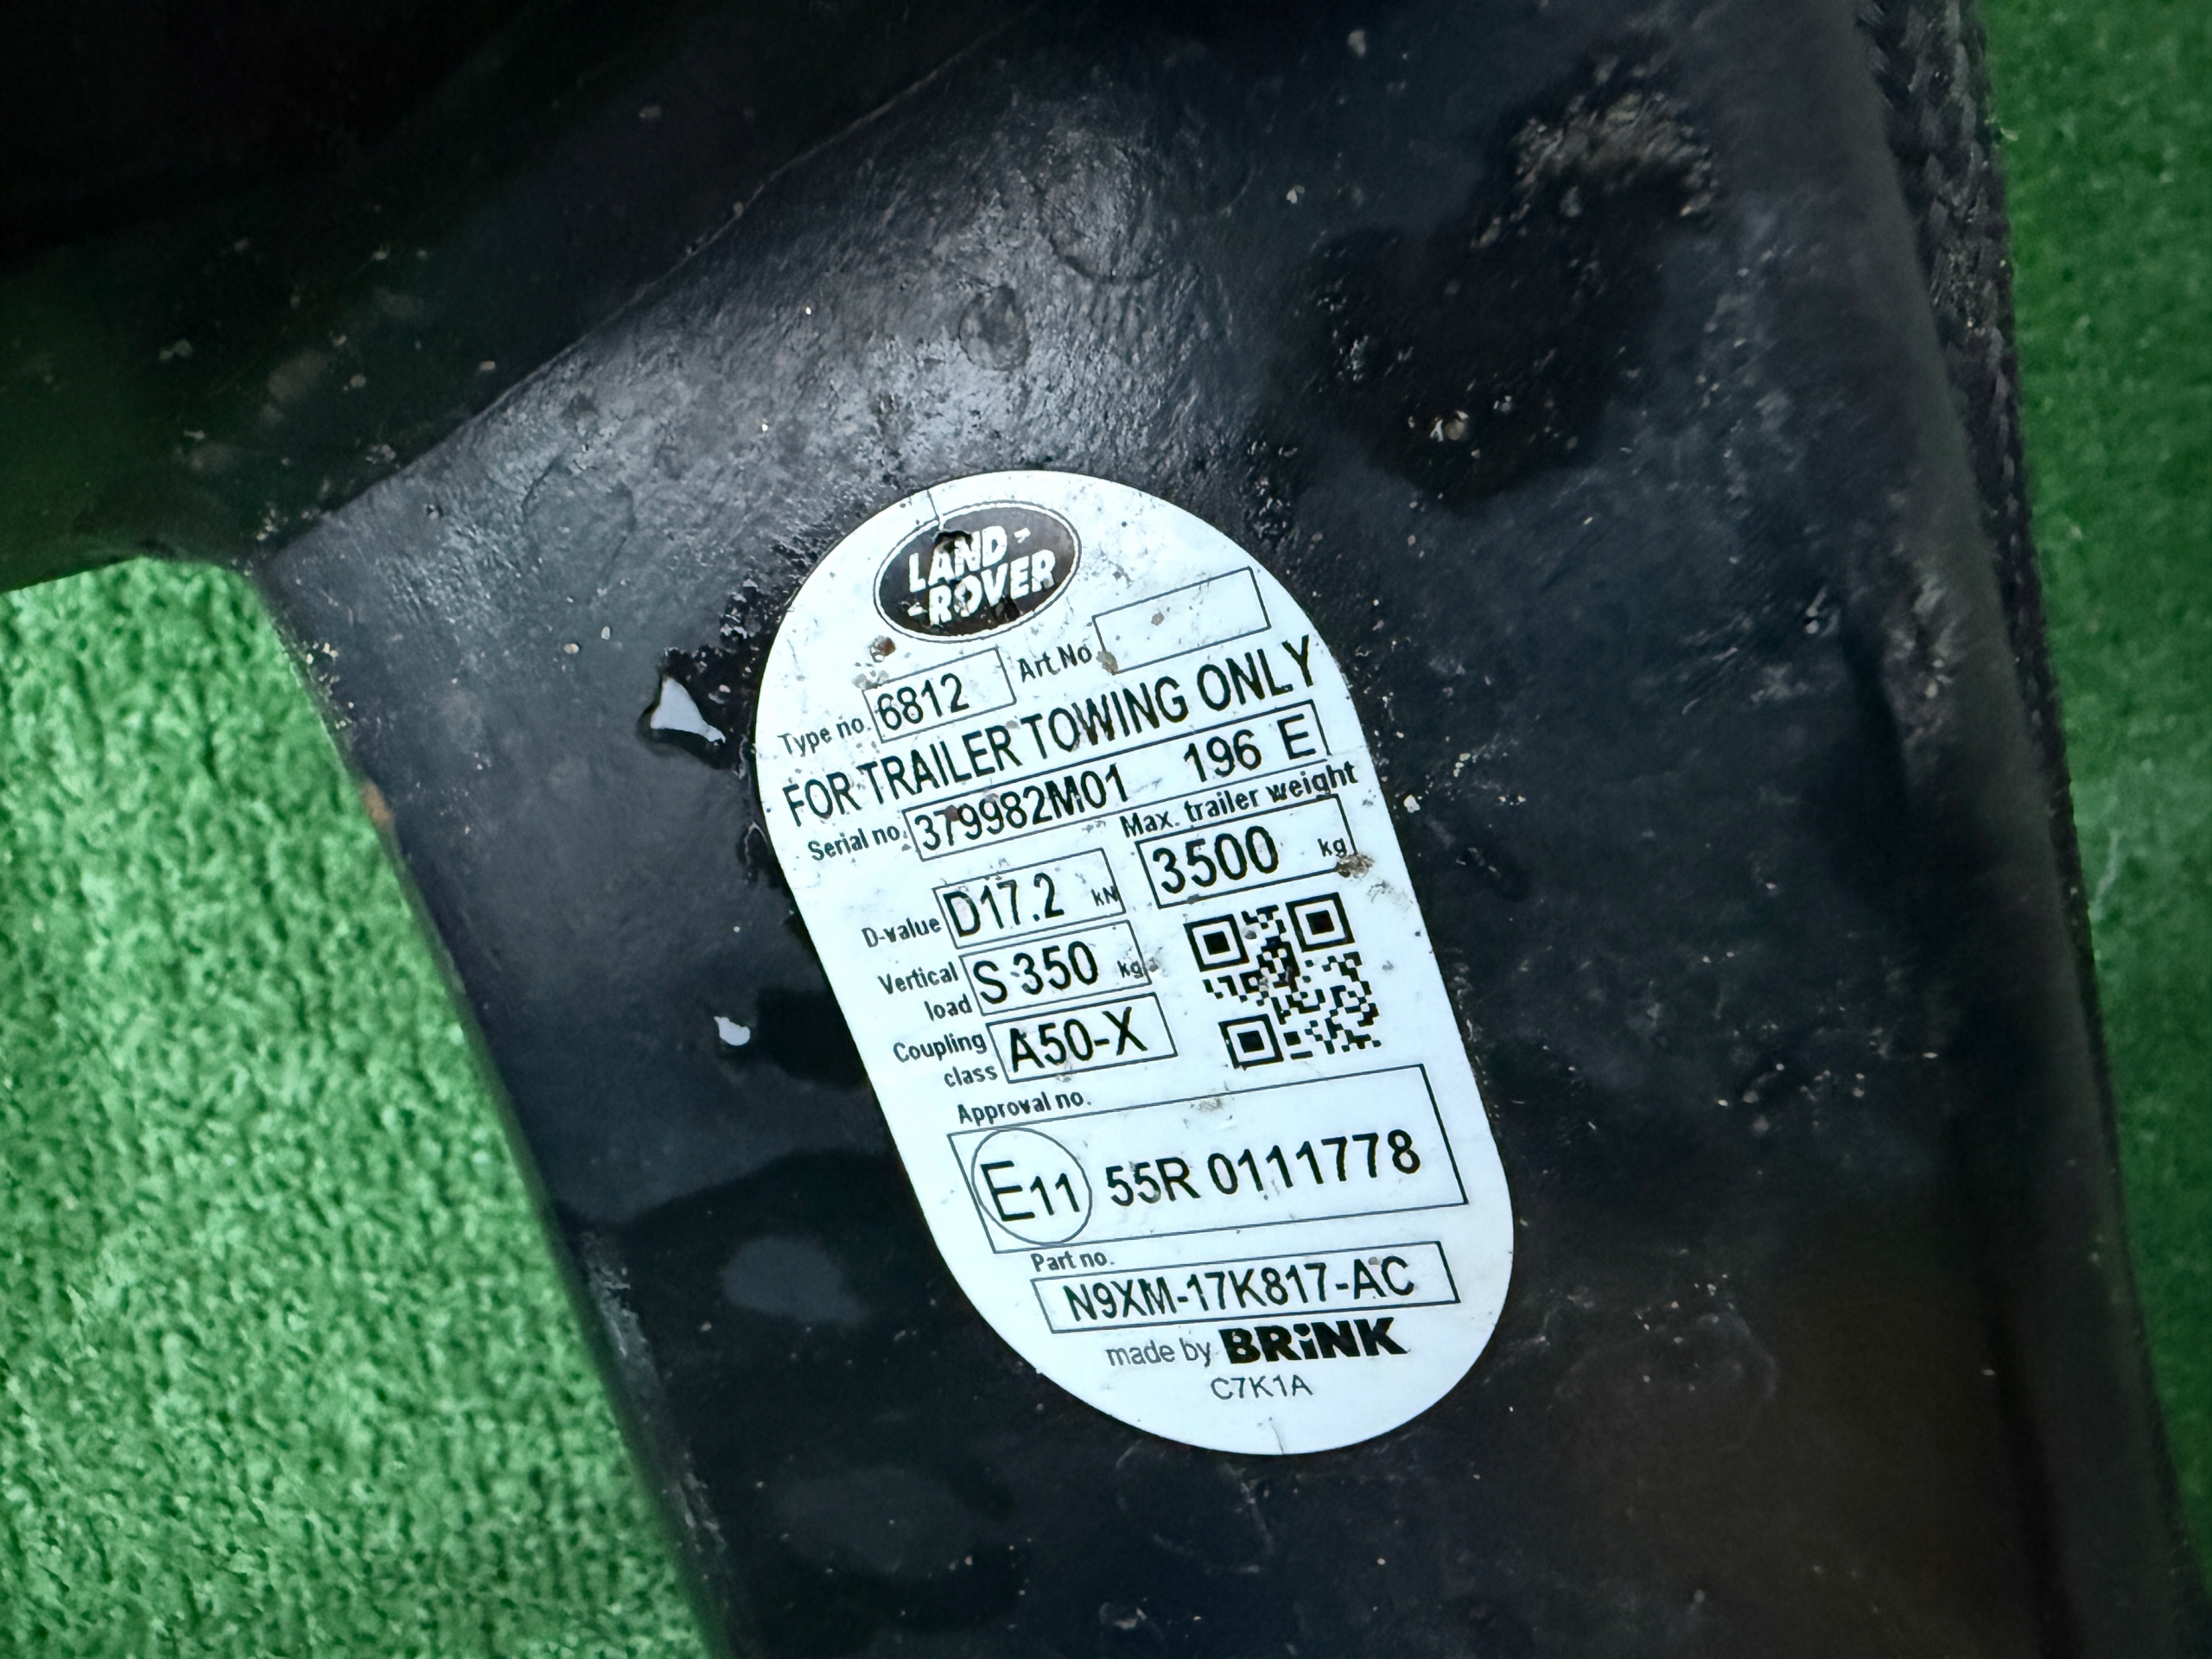 LAND-
-ROVER
Type no. 6812 Art.No
FOR TRAILER TOWING ONLY
Serial no. 379982M01 196 E
Max. trailer weight
D-value D17.2 kN 3500 kg
Vertical load S 350 kg
Coupling class A50-X
Approval no.
E11 55R 0111778
Part no.
N9XM-17K817-AC
made by BRiNK
C7K1A